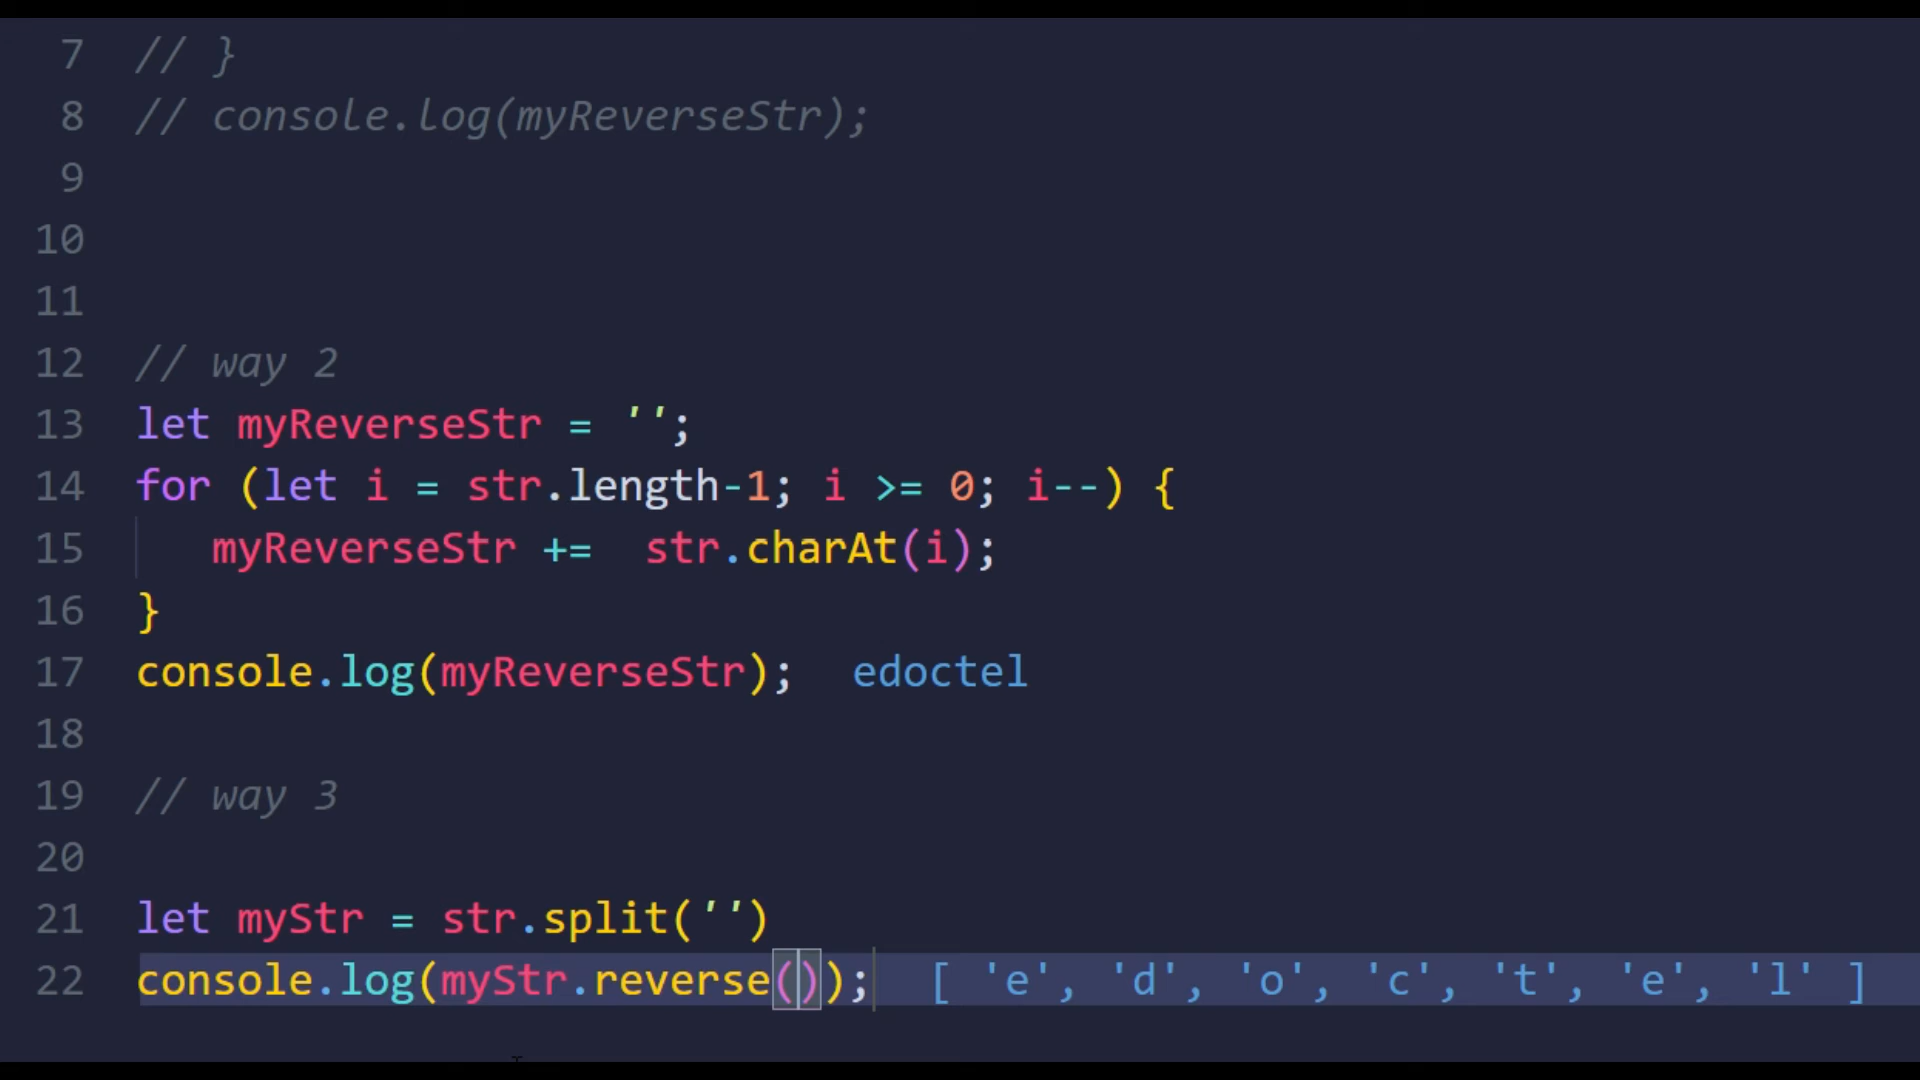 7 // }
8 // console.log(myReverseStr);
9
10
11
12 // way 2
13 let myReverseStr = '';
14 for (let i = str.length-1; i >= 0; i--) {
15 myReverseStr += str.charAt(i);
16 }
17 console.log(myReverseStr); edoctel
18
19 // way 3
20
21 let myStr = str.split('')
22 console.log(myStr.reverse()); [ 'e', 'd', 'o', 'c', 't', 'e', 'l' ]